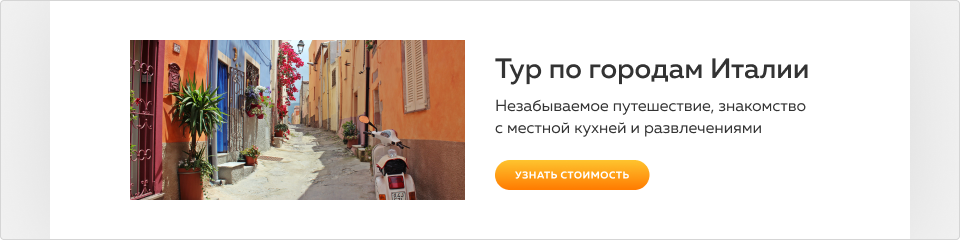 Тур по городам Италии
Незабываемое путешествие, знакомство
с местной кухней и развлечениями
УЗНАТЬ СТОИМОСТЬ